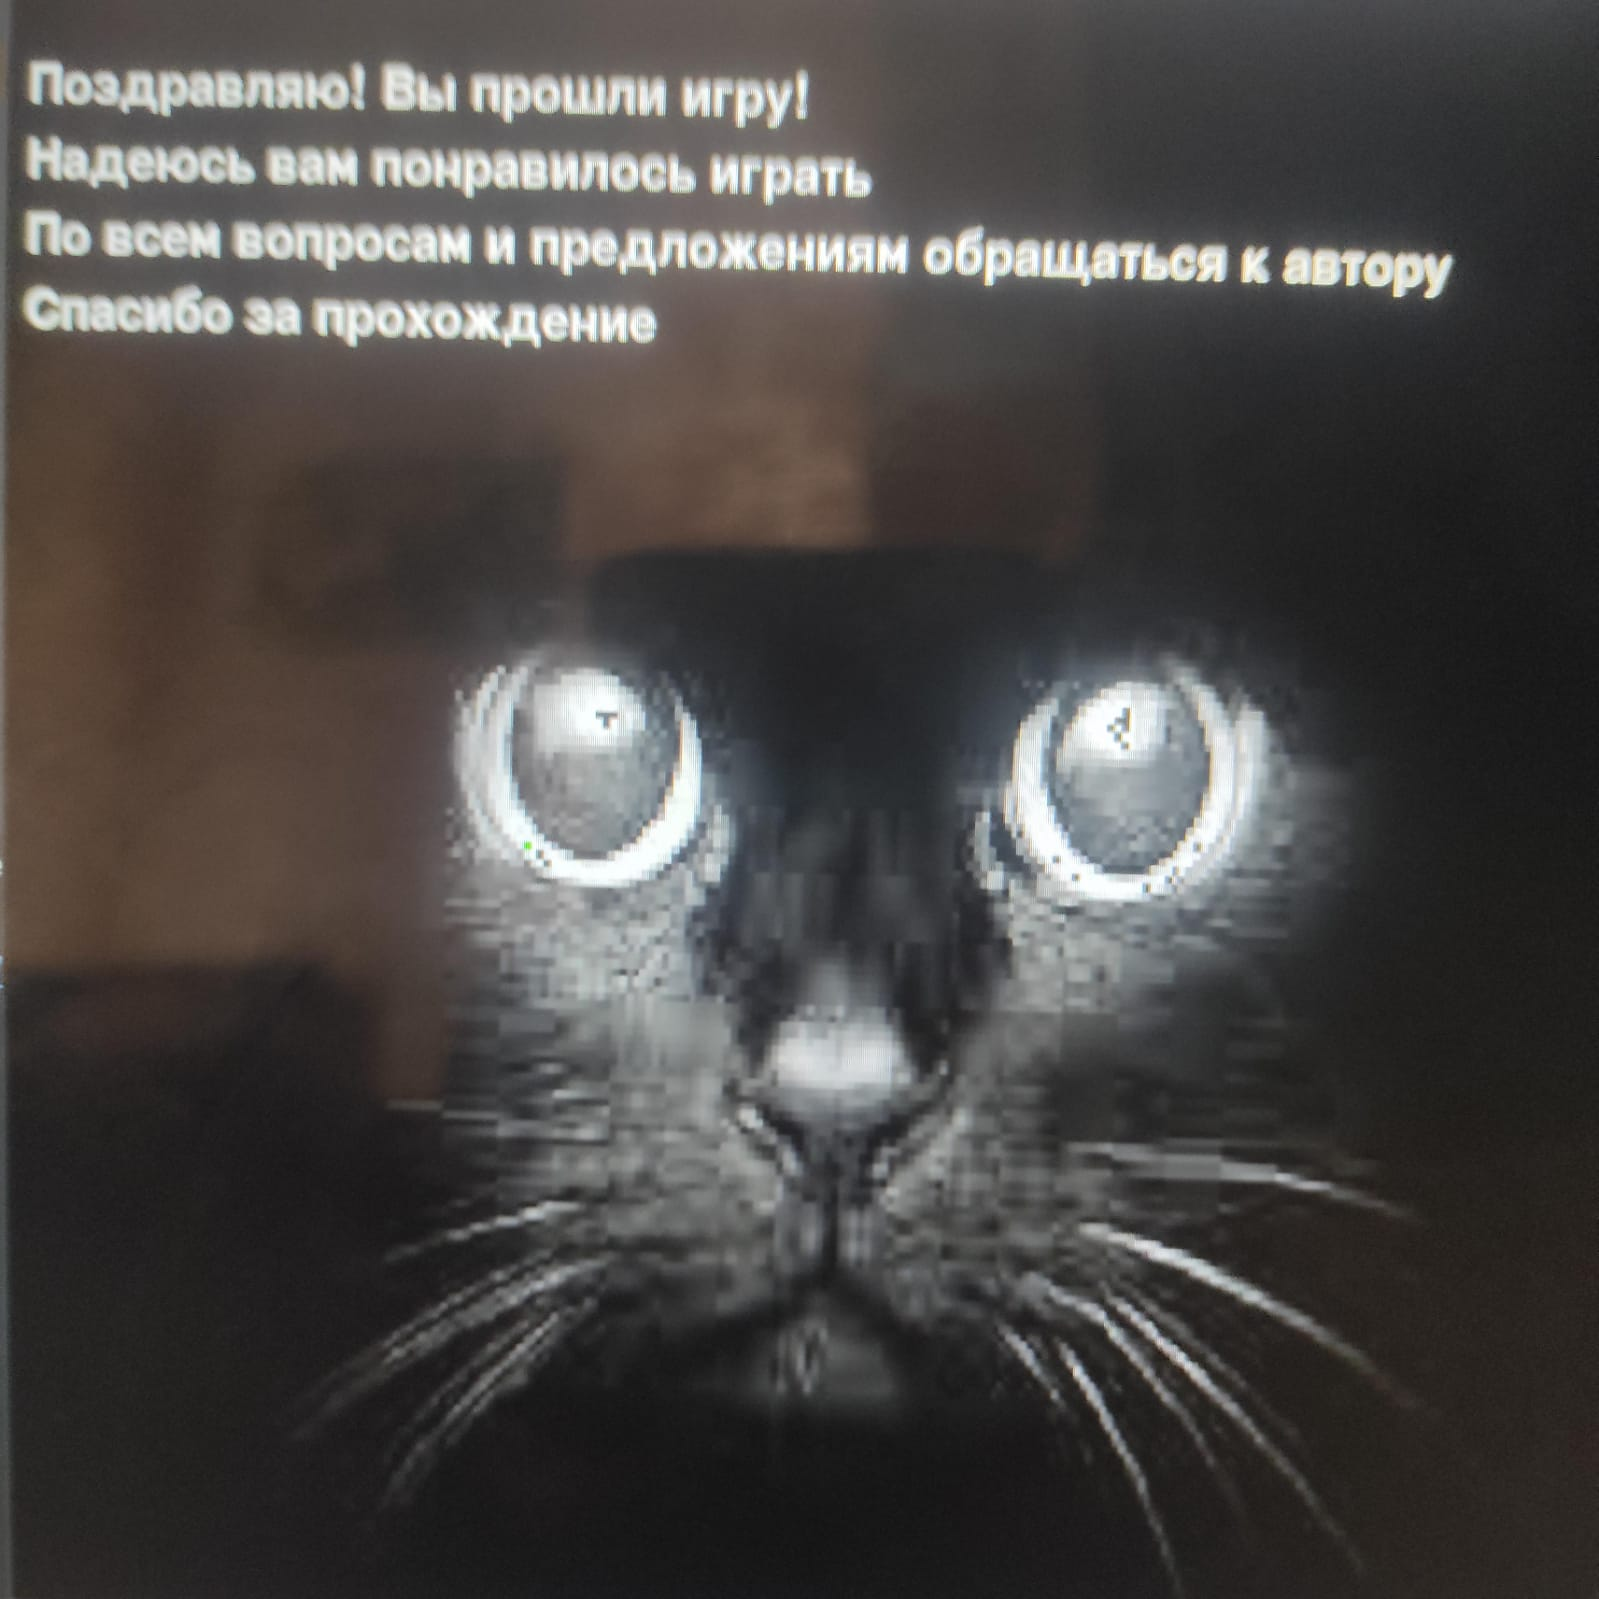 Поздравляю! Вы прошли игру!
Надеюсь вам понравилось играть
По всем вопросам и предложениям обращаться к автору
Спасибо за прохождение